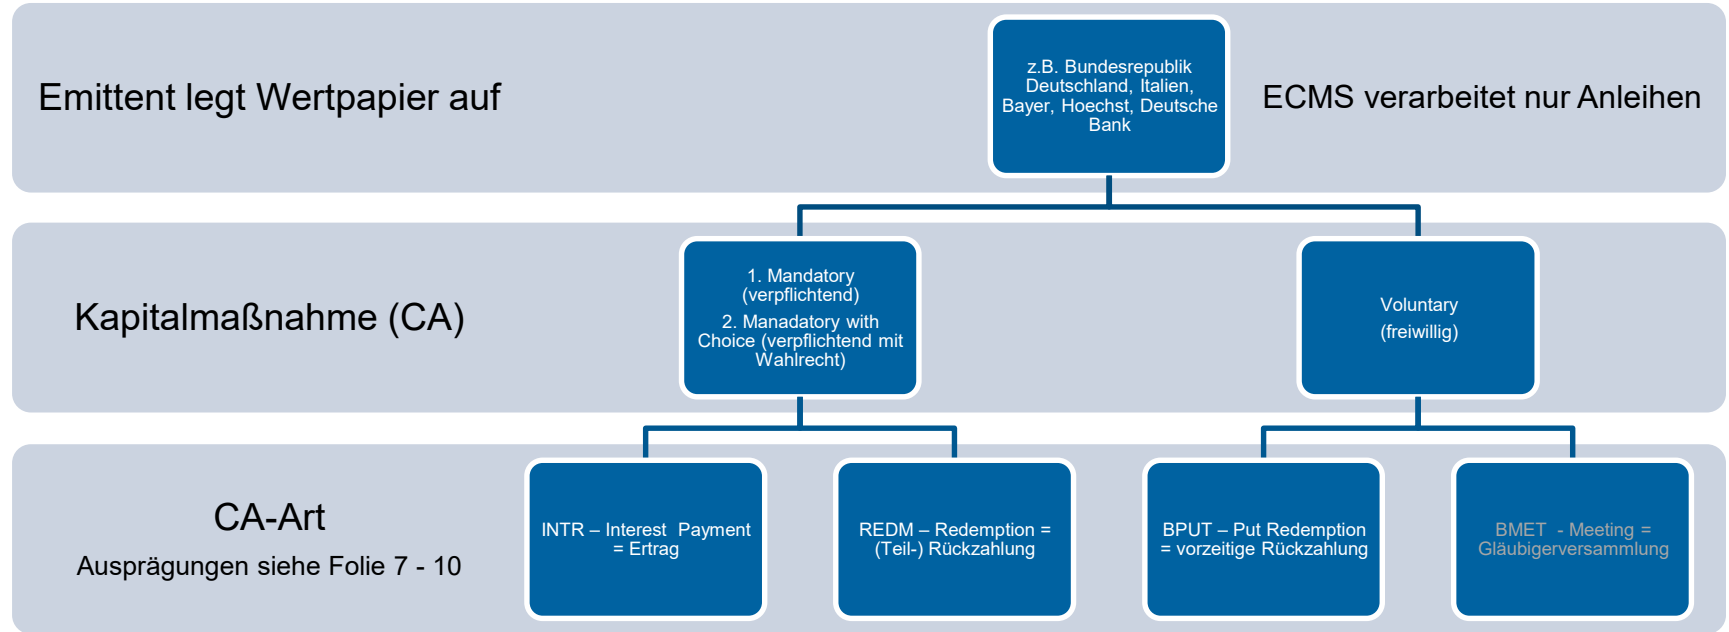 Emittent legt Wertpapier auf
z.B. Bundesrepublik
Deutschland, Italien,
Bayer, Hoechst, Deutsche
Bank
ECMS verarbeitet nur Anleihen
Kapitalmaßnahme (CA)
1. Mandatory
(verpflichtend)
2. Manadatory with
Choice (verpflichtend mit
Wahlrecht)
Voluntary
(freiwillig)
CA-Art
Ausprägungen siehe Folie 7 - 10
INTR – Interest Payment
= Ertrag
REDM – Redemption =
(Teil-) Rückzahlung
BPUT – Put Redemption
= vorzeitige Rückzahlung
BMET - Meeting =
Gläubigerversammlung